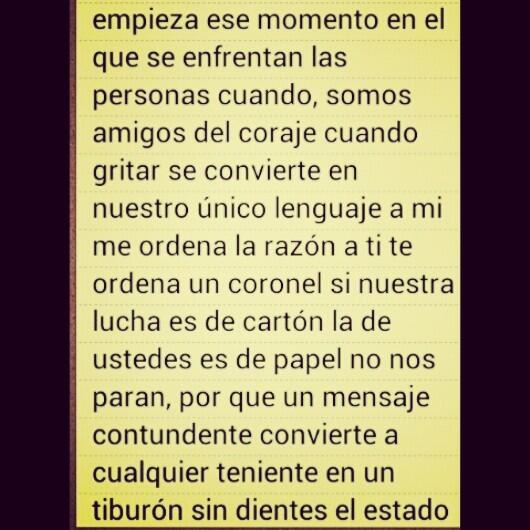 empieza ese momento en el
que se enfrentan las
personas cuando, somos
amigos del coraje cuando
gritar se convierte en
nuestro único lenguaje a mi
me ordena la razón a ti te
ordena un coronel si nuestra
lucha es de cartón la de
ustedes es de papel no nos
paran, por que un mensaje
contundente convierte a
cualquier teniente en un
tiburón sin dientes el estado